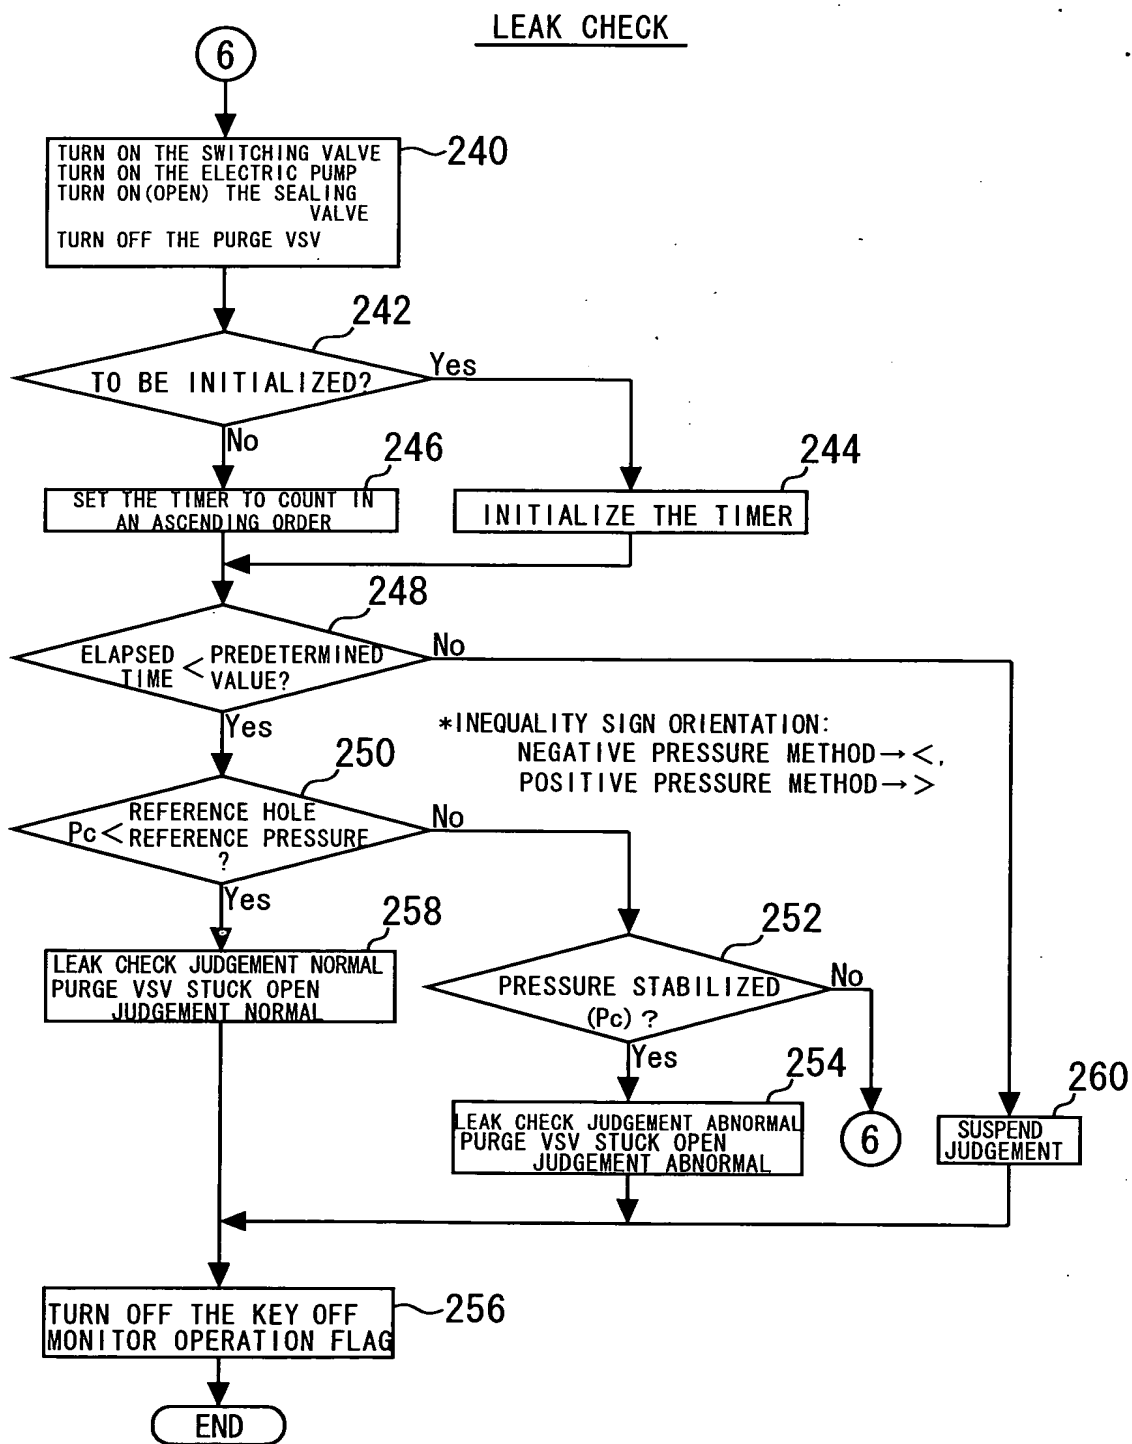 LEAK CHECK
6
TURN ON THE SWITCHING VALVE
TURN ON THE ELECTRIC PUMP
TURN ON(OPEN) THE SEALING
VALVE
TURN OFF THE PURGE VSV
240
242
TO BE INITIALIZED?
Yes
No
246
SET THE TIMER TO COUNT IN
AN ASCENDING ORDER
244
INITIALIZE THE TIMER
248
ELAPSED TIME < PREDETERMINED VALUE?
No
Yes
*INEQUALITY SIGN ORIENTATION:
NEGATIVE PRESSURE METHOD→<,
POSITIVE PRESSURE METHOD→>
250
REFERENCE HOLE
Pc < REFERENCE PRESSURE
?
No
Yes
258
LEAK CHECK JUDGEMENT NORMAL
PURGE VSV STUCK OPEN
JUDGEMENT NORMAL
252
PRESSURE STABILIZED
(Pc) ?
No
Yes
254
LEAK CHECK JUDGEMENT ABNORMAL
PURGE VSV STUCK OPEN
JUDGEMENT ABNORMAL
6
260
SUSPEND
JUDGEMENT
TURN OFF THE KEY OFF
MONITOR OPERATION FLAG
256
END